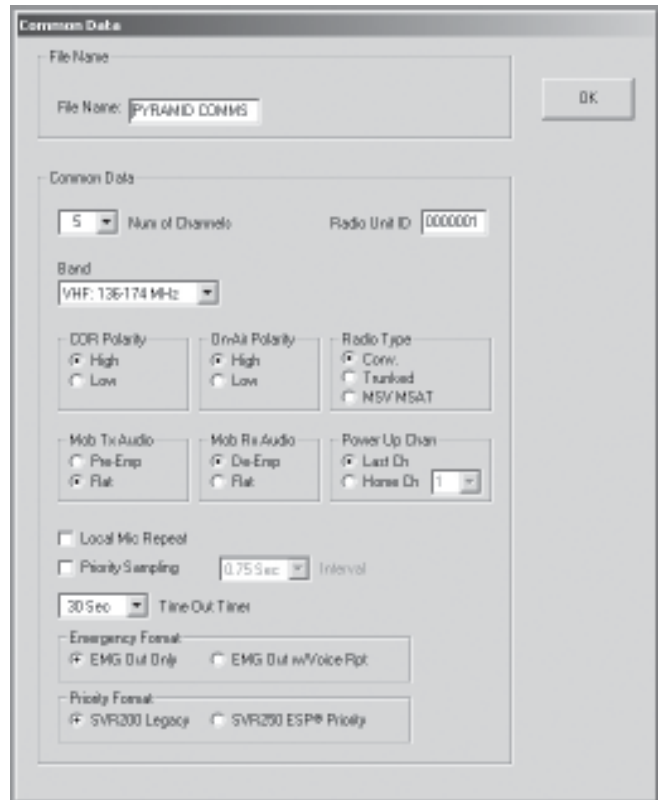 Common Data
File Name
File Name: PYRAMID COMMS
OK
Common Data
5 Num of Channels
Radio Unit ID 0000001
Band
VHF: 136-174 MHz
COR Polarity
High
Low
On-Air Polarity
High
Low
Radio Type
Conv.
Trunked
MSV MSAT
Mob Tx Audio
Pre-Emp
Flat
Mob Rx Audio
De-Emp
Flat
Power Up Chan
Last Ch
Home Ch 1
Local Mic Repeat
Priority Sampling 0.75 Sec Interval
30 Sec Time Out Timer
Emergency Format
EMG Out Only EMG Out w/Voice Rpt
Priority Format
SVR200 Legacy SVR250 ESP® Priority